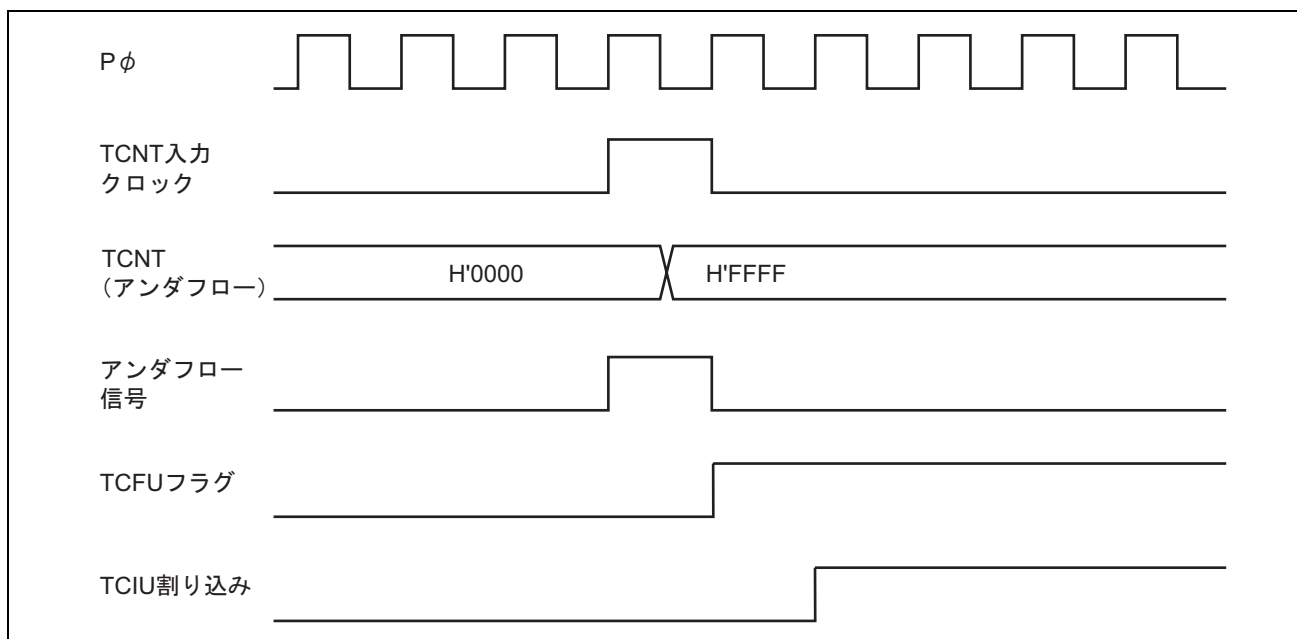 Pφ
TCNT入力
クロック
TCNT
（アンダフロー）
H'0000
H'FFFF
アンダフロー
信号
TCFUフラグ
TCIU割り込み